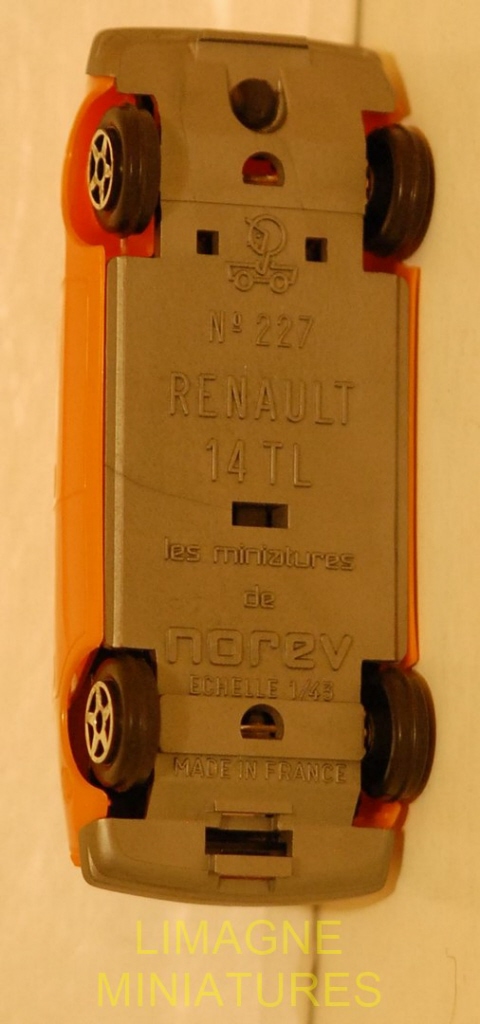 Nº 227
RENAULT
14 TL
les miniatures
de
norev
ECHELLE 1/43
MADE IN FRANCE
LIMAGNE
MINIATURES